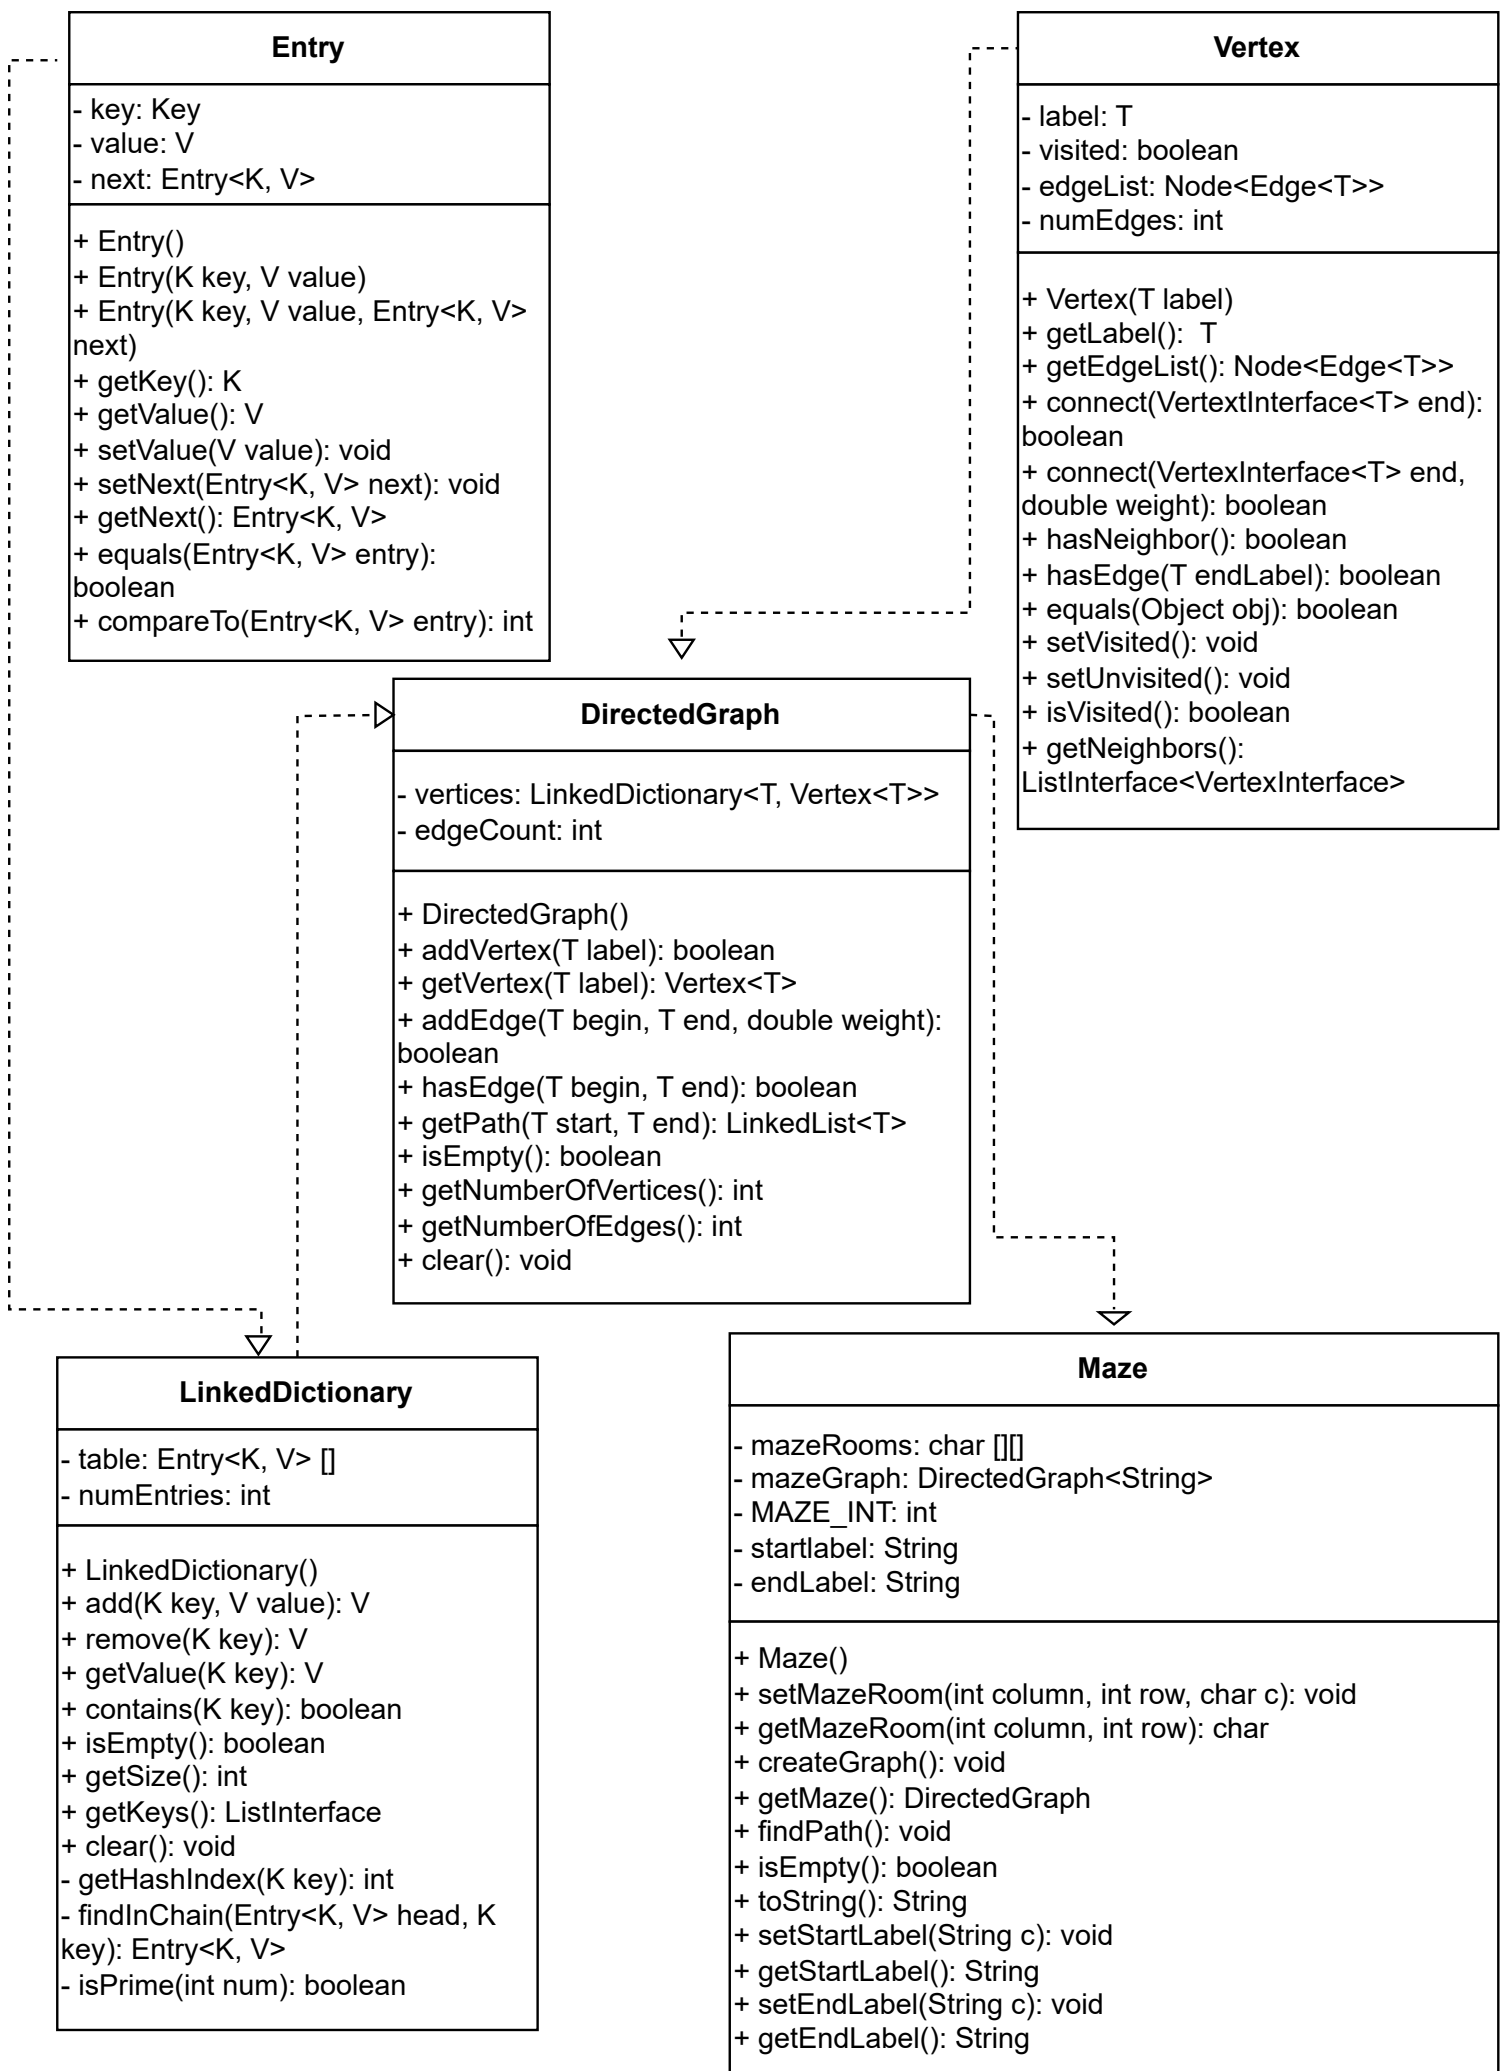 Entry
- key: Key
- value: V
- next: Entry<K, V>
+ Entry()
+ Entry(K key, V value)
+ Entry(K key, V value, Entry<K, V>
next)
+ getKey(): K
+ getValue(): V
+ setValue(V value): void
+ setNext(Entry<K, V> next): void
+ getNext(): Entry<K, V>
+ equals(Entry<K, V> entry):
boolean
+ compareTo(Entry<K, V> entry): int
Vertex
- label: T
- visited: boolean
- edgeList: Node<Edge<T>>
- numEdges: int
+ Vertex(T label)
+ getLabel():  T
+ getEdgeList(): Node<Edge<T>>
+ connect(VertextInterface<T> end):
boolean
+ connect(VertexInterface<T> end,
double weight): boolean
+ hasNeighbor(): boolean
+ hasEdge(T endLabel): boolean
+ equals(Object obj): boolean
+ setVisited(): void
+ setUnvisited(): void
+ isVisited(): boolean
+ getNeighbors():
ListInterface<VertexInterface>
DirectedGraph
- vertices: LinkedDictionary<T, Vertex<T>>
- edgeCount: int
+ DirectedGraph()
+ addVertex(T label): boolean
+ getVertex(T label): Vertex<T>
+ addEdge(T begin, T end, double weight):
boolean
+ hasEdge(T begin, T end): boolean
+ getPath(T start, T end): LinkedList<T>
+ isEmpty(): boolean
+ getNumberOfVertices(): int
+ getNumberOfEdges(): int
+ clear(): void
LinkedDictionary
- table: Entry<K, V> []
- numEntries: int
+ LinkedDictionary()
+ add(K key, V value): V
+ remove(K key): V
+ getValue(K key): V
+ contains(K key): boolean
+ isEmpty(): boolean
+ getSize(): int
+ getKeys(): ListInterface
+ clear(): void
- getHashIndex(K key): int
- findInChain(Entry<K, V> head, K
key): Entry<K, V>
- isPrime(int num): boolean
Maze
- mazeRooms: char [][]
- mazeGraph: DirectedGraph<String>
- MAZE_INT: int
- startlabel: String
- endLabel: String
+ Maze()
+ setMazeRoom(int column, int row, char c): void
+ getMazeRoom(int column, int row): char
+ createGraph(): void
+ getMaze(): DirectedGraph
+ findPath(): void
+ isEmpty(): boolean
+ toString(): String
+ setStartLabel(String c): void
+ getStartLabel(): String
+ setEndLabel(String c): void
+ getEndLabel(): String